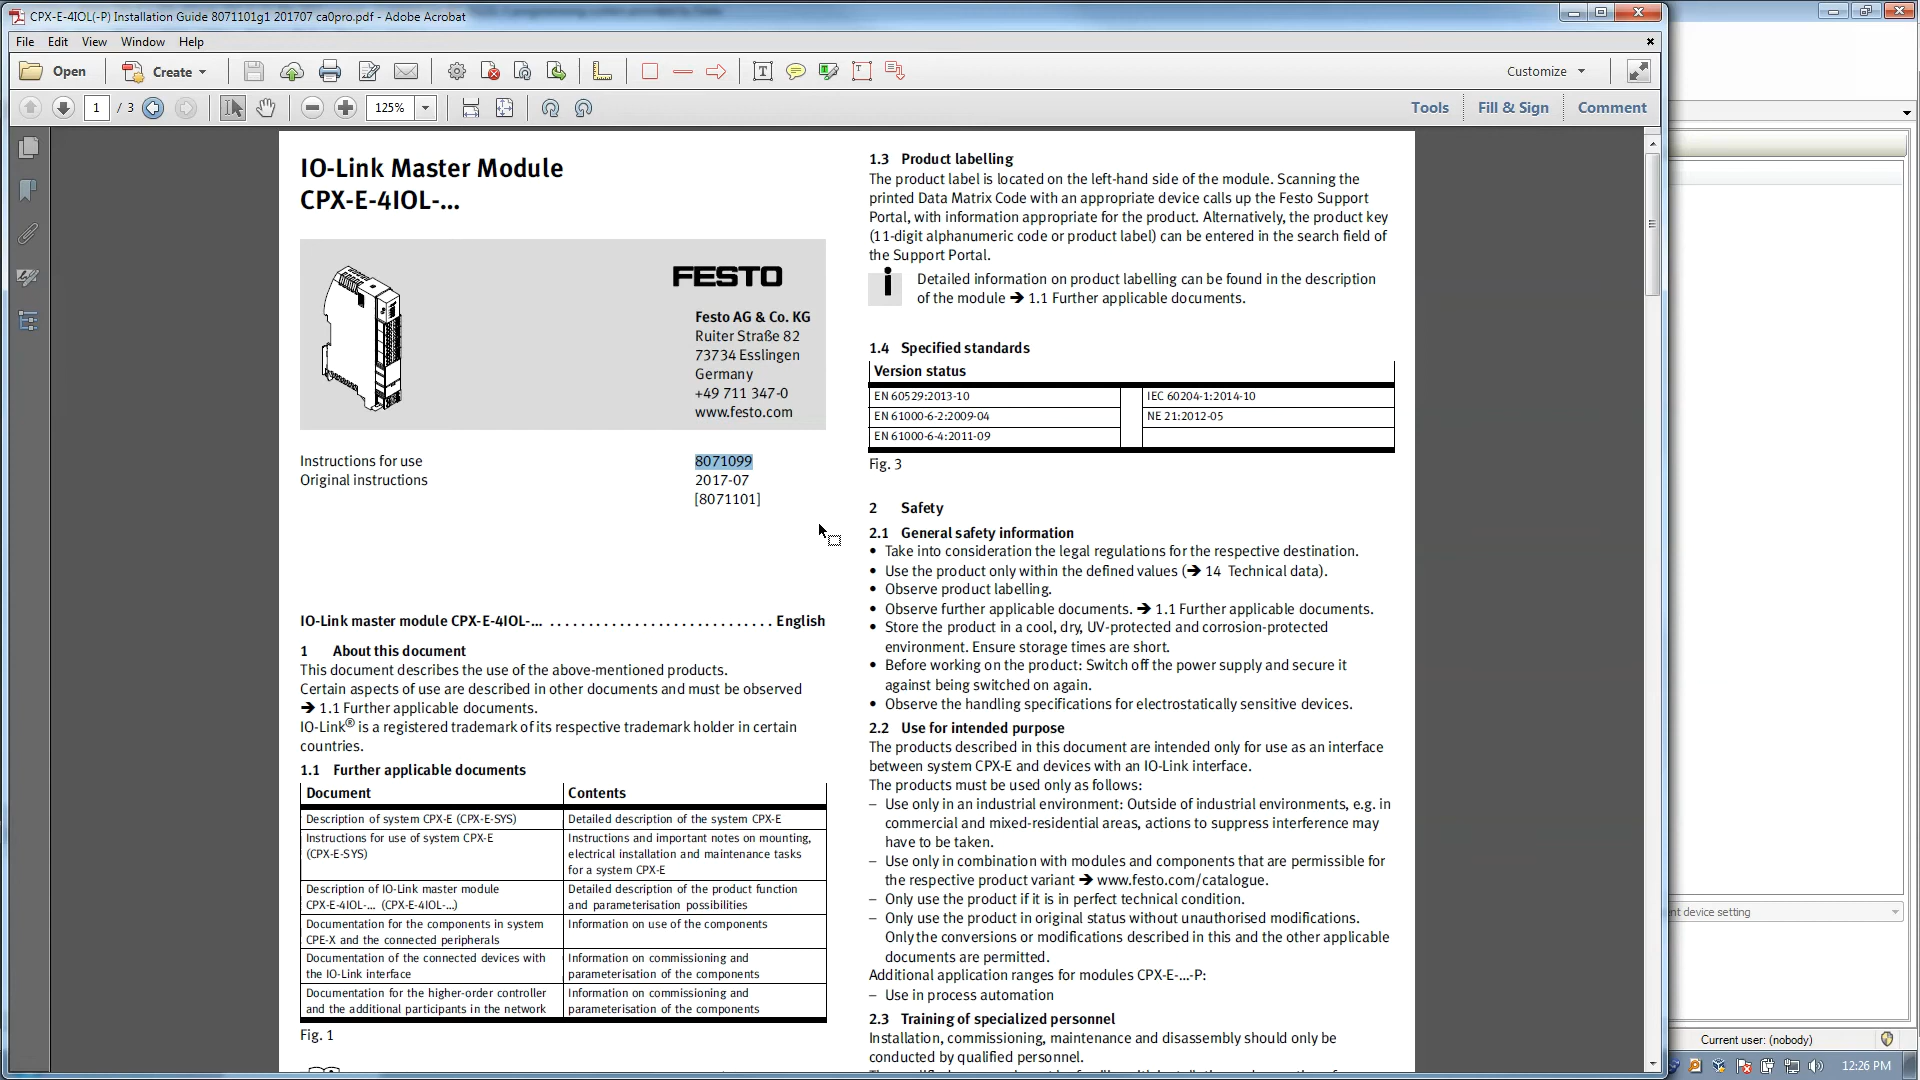 CPX-E-4IOL(-P) Installation Guide 8071101g1 201707 ca0pro.pdf - Adobe Acrobat
File Edit View Window Help
Open Create Customize
1 / 3 125% Tools Fill & Sign Comment
IO-Link Master Module
CPX-E-4IOL-...
FESTO
Festo AG & Co. KG
Ruiter Straße 82
73734 Esslingen
Germany
+49 711 347-0
www.festo.com
Instructions for use 8071099
Original instructions 2017-07
[8071101]
IO-Link master module CPX-E-4IOL-... ............................ English
1 About this document
This document describes the use of the above-mentioned products.
Certain aspects of use are described in other documents and must be observed
➔ 1.1 Further applicable documents.
IO-Link® is a registered trademark of its respective trademark holder in certain
countries.
1.1 Further applicable documents
Document Contents
Description of system CPX-E (CPX-E-SYS) Detailed description of the system CPX-E
Instructions for use of system CPX-E Instructions and important notes on mounting,
(CPX-E-SYS) electrical installation and maintenance tasks
for a system CPX-E
Description of IO-Link master module Detailed description of the product function
CPX-E-4IOL-... (CPX-E-4IOL-...) and parameterisation possibilities
Documentation for the components in system Information on use of the components
CPE-X and the connected peripherals
Documentation of the connected devices with Information on commissioning and
the IO-Link interface parameterisation of the components
Documentation for the higher-order controller Information on commissioning and
and the additional participants in the network parameterisation of the components
Fig. 1
1.3 Product labelling
The product label is located on the left-hand side of the module. Scanning the
printed Data Matrix Code with an appropriate device calls up the Festo Support
Portal, with information appropriate for the product. Alternatively, the product key
(11-digit alphanumeric code or product label) can be entered in the search field of
the Support Portal.
i Detailed information on product labelling can be found in the description
of the module ➔ 1.1 Further applicable documents.
1.4 Specified standards
Version status
EN 60529:2013-10 IEC 60204-1:2014-10
EN 61000-6-2:2009-04 NE 21:2012-05
EN 61000-6-4:2011-09
Fig. 3
2 Safety
2.1 General safety information
• Take into consideration the legal regulations for the respective destination.
• Use the product only within the defined values (➔ 14 Technical data).
• Observe product labelling.
• Observe further applicable documents. ➔ 1.1 Further applicable documents.
• Store the product in a cool, dry, UV-protected and corrosion-protected
environment. Ensure storage times are short.
• Before working on the product: Switch off the power supply and secure it
against being switched on again.
• Observe the handling specifications for electrostatically sensitive devices.
2.2 Use for intended purpose
The products described in this document are intended only for use as an interface
between system CPX-E and devices with an IO-Link interface.
The products must be used only as follows:
– Use only in an industrial environment: Outside of industrial environments, e.g. in
commercial and mixed-residential areas, actions to suppress interference may
have to be taken.
– Use only in combination with modules and components that are permissible for
the respective product variant ➔ www.festo.com/catalogue.
– Only use the product if it is in perfect technical condition.
– Only use the product in original status without unauthorised modifications.
Only the conversions or modifications described in this and the other applicable
documents are permitted.
Additional application ranges for modules CPX-E-...-P:
– Use in process automation
2.3 Training of specialized personnel
Installation, commissioning, maintenance and disassembly should only be
conducted by qualified personnel.
nt device setting
Current user: (nobody)
12:26 PM